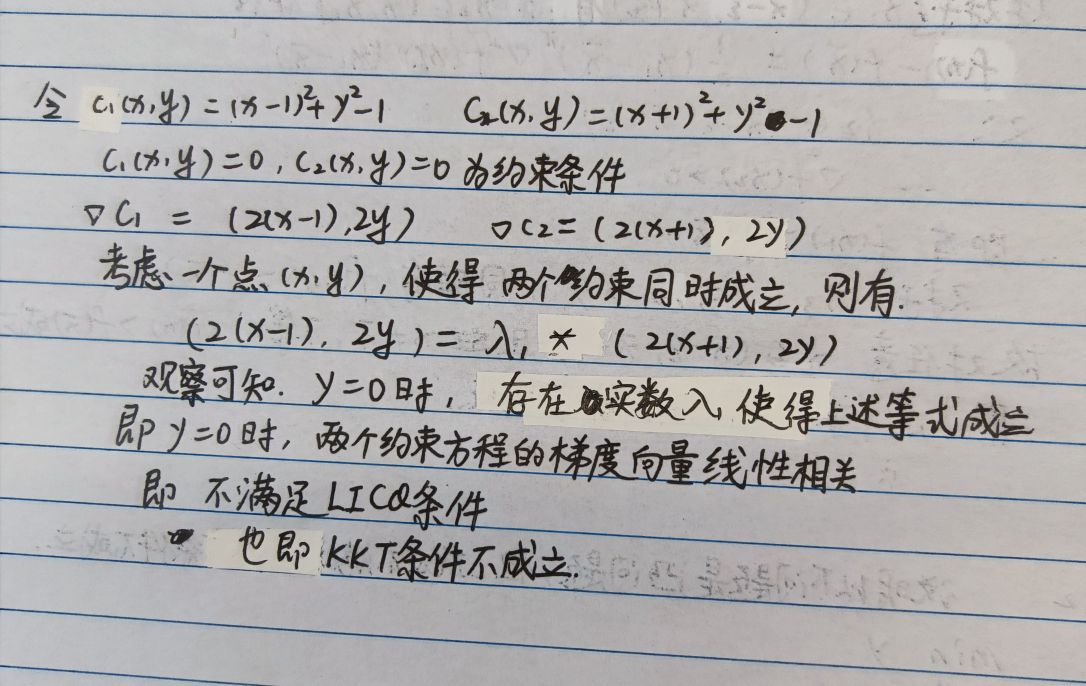 令 C₁(x,y)=(x-1)²+y²-1 C₂(x,y)=(x+1)²+y²-1
C₁(x,y)=0,C₂(x,y)=0为约束条件
∇C₁ = (2(x-1),2y) ∇C₂=(2(x+1),2y)
考虑一个点(x,y),使得两个约束同时成立,则有.
(2(x-1), 2y)=λ, * (2(x+1),2y)
观察可知. y=0时, 存在实数λ 使得上述等式成立
即y=0时,两个约束方程的梯度向量线性相关
即 不满足LICQ条件
也即KKT条件不成立.